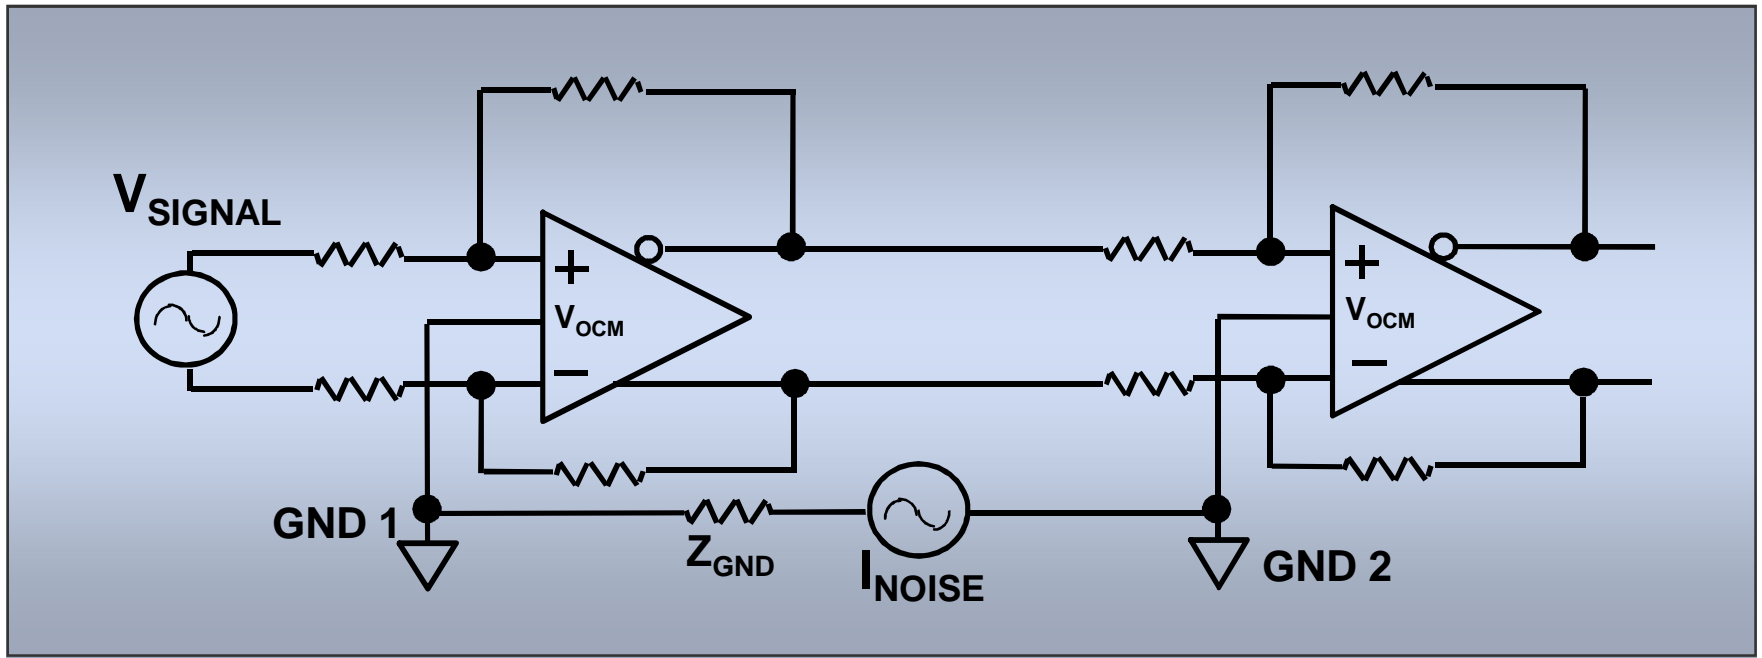 VSIGNAL
+
VOCM
−
+
VOCM
−
GND 1
ZGND
INOISE
GND 2